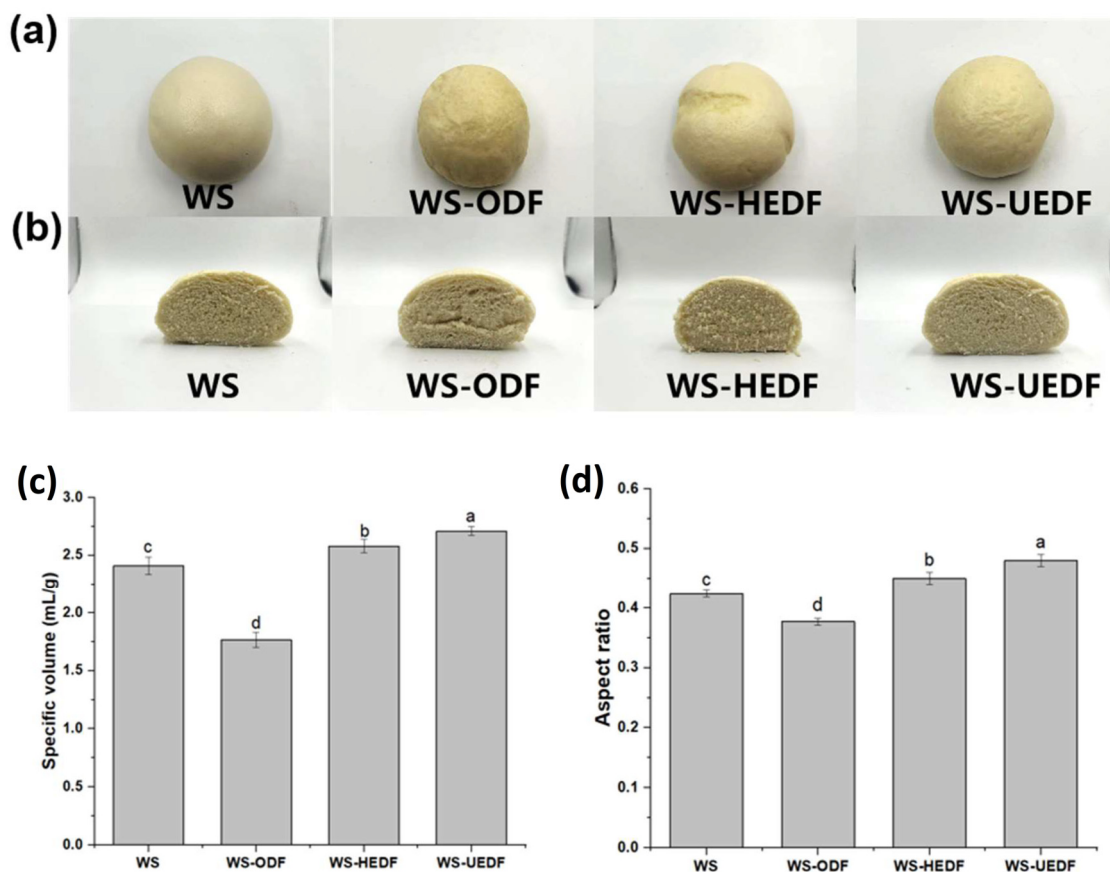 (a)
WS WS-ODF WS-HEDF WS-UEDF
(b)
WS WS-ODF WS-HEDF WS-UEDF
(c)
3.0
2.5
2.0
1.5
1.0
0.5
0.0
Specific volume (mL/g)
c d b a
WS WS-ODF WS-HEDF WS-UEDF
(d)
0.6
0.5
0.4
0.3
0.2
0.1
0.0
Aspect ratio
c d b a
WS WS-ODF WS-HEDF WS-UEDF